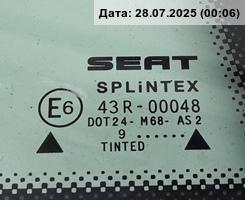 Дата: 28.07.2025 (00:06)
SEAT
SPLiNTEX
E6 43R-00048
DOT24- M68- AS2
9 .....
TINTED